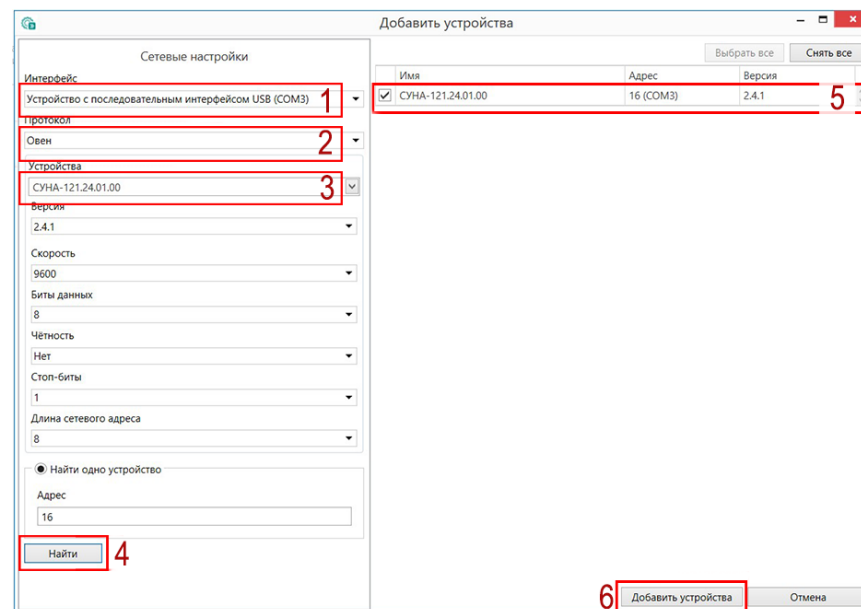 Добавить устройства
Сетевые настройки
Интерфейс
Устройство с последовательным интерфейсом USB (COM3)
1
Протокол
Овен
2
Устройства
СУНА-121.24.01.00
3
Версия
2.4.1
Скорость
9600
Биты данных
8
Чётность
Нет
Стоп-биты
1
Длина сетевого адреса
8
Найти одно устройство
Адрес
16
Найти
4
Выбрать все Снять все
Имя Адрес Версия
СУНА-121.24.01.00 16 (COM3) 2.4.1
5
6
Добавить устройства Отмена